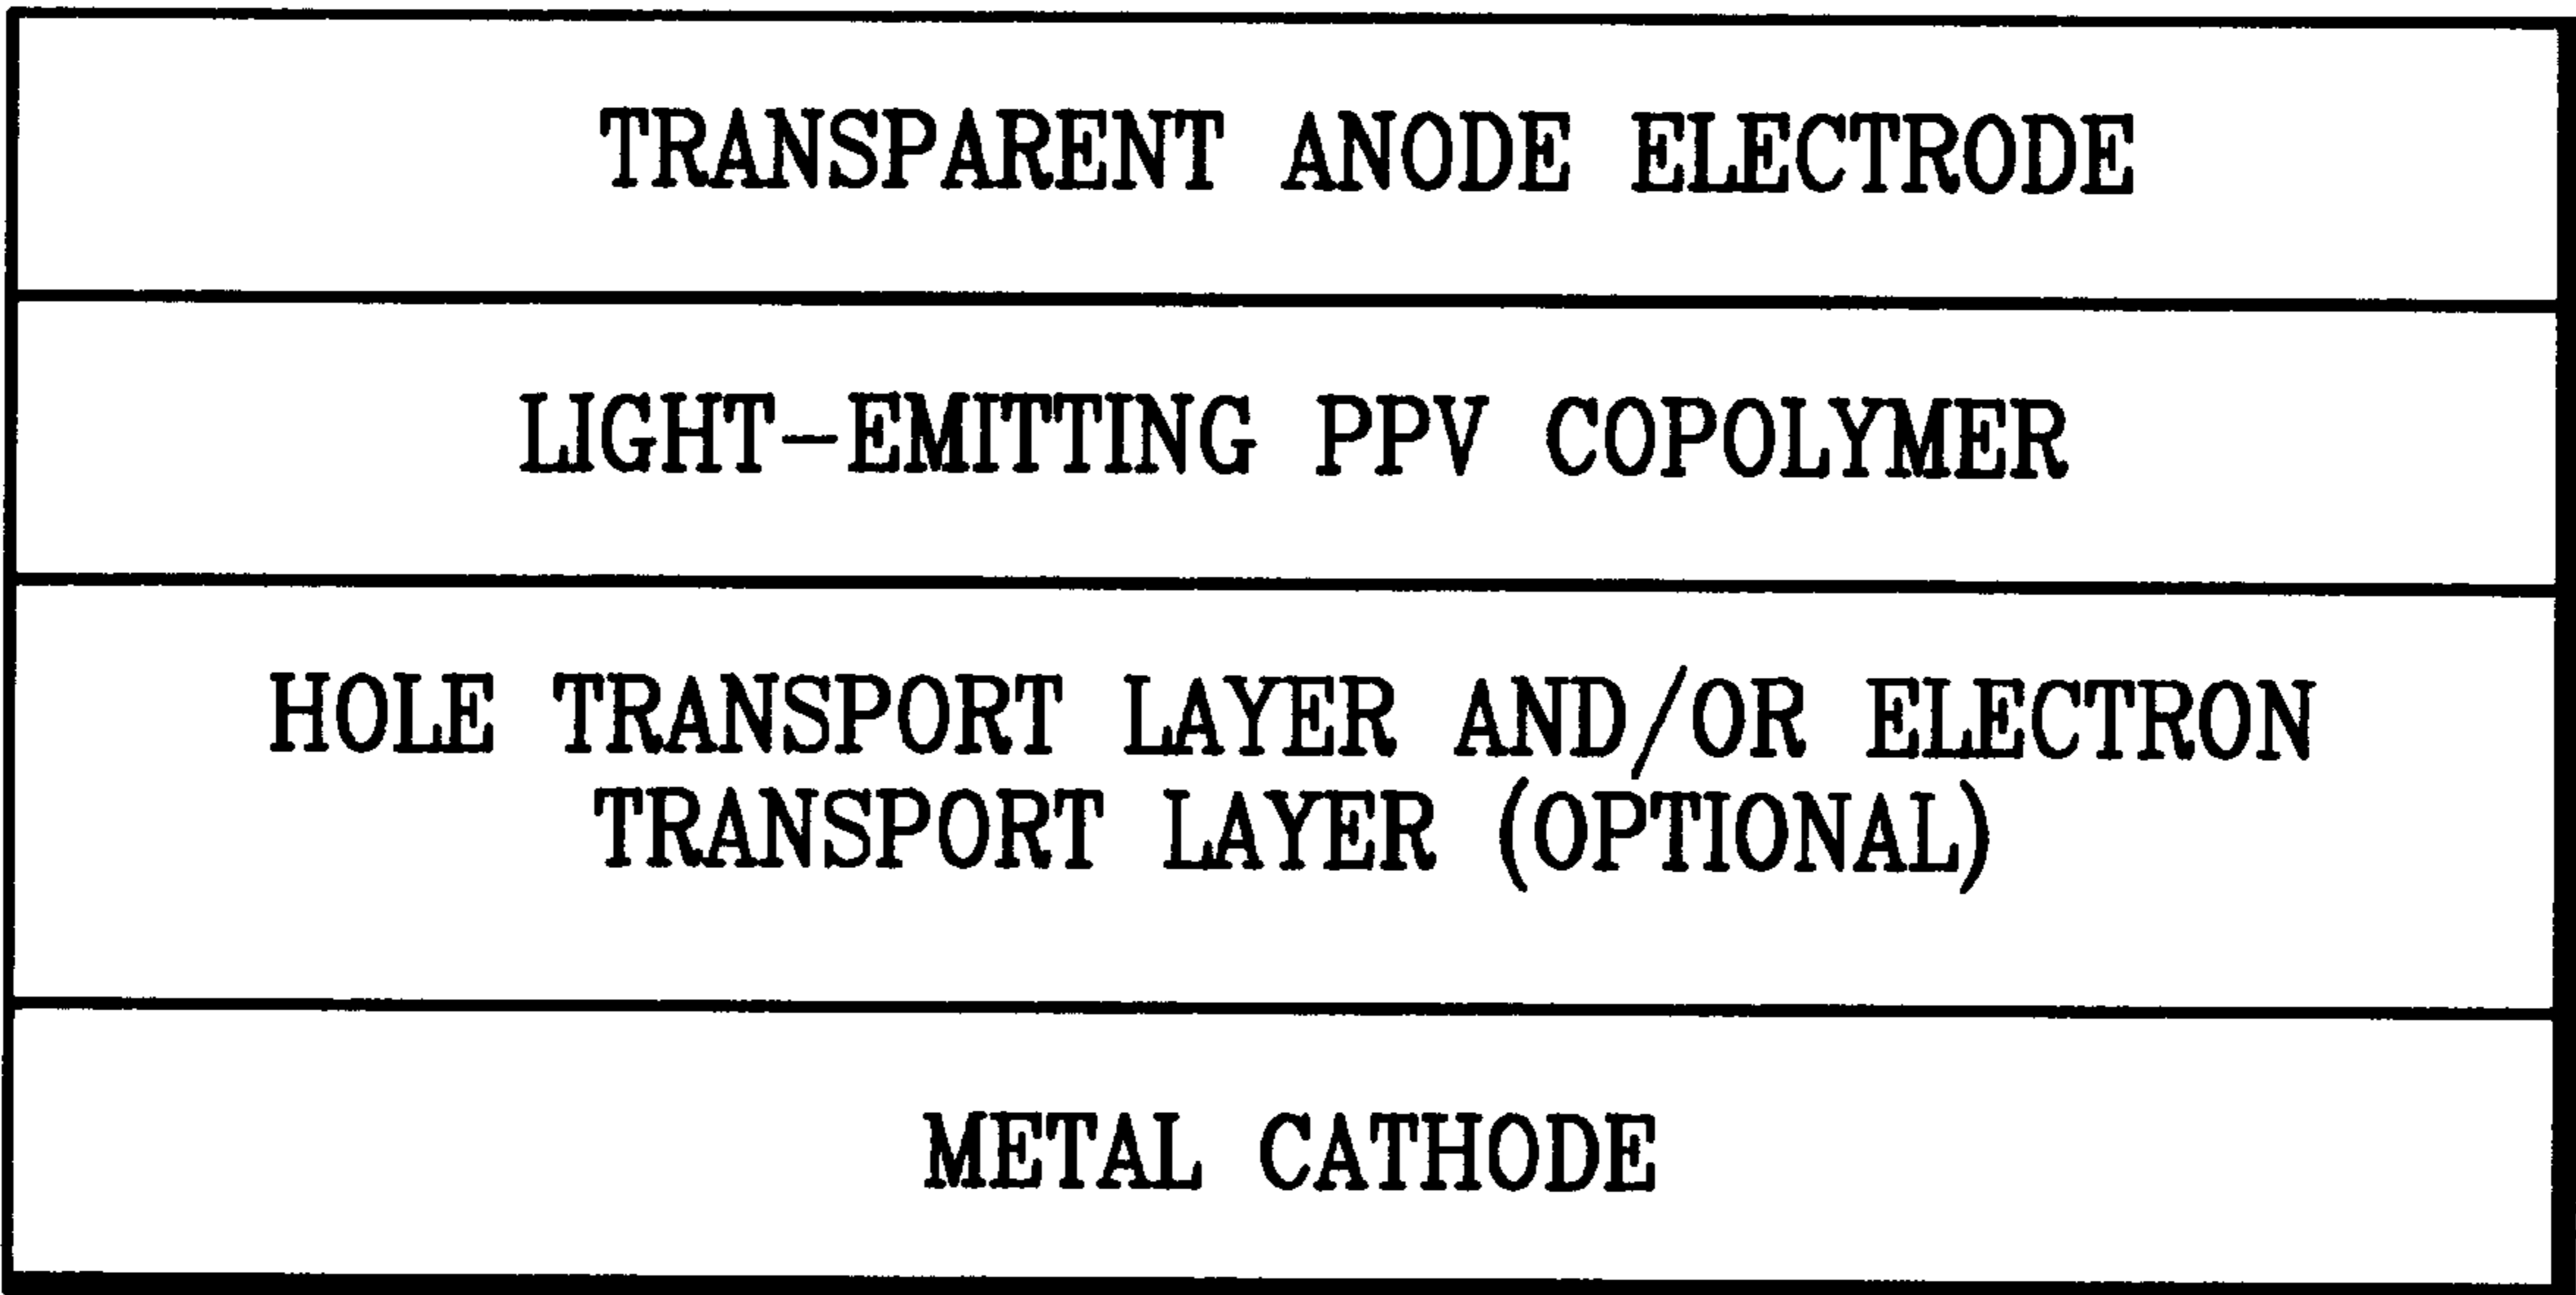 TRANSPARENT ANODE ELECTRODE
LIGHT-EMITTING PPV COPOLYMER
HOLE TRANSPORT LAYER AND/OR ELECTRON
TRANSPORT LAYER (OPTIONAL)
METAL CATHODE